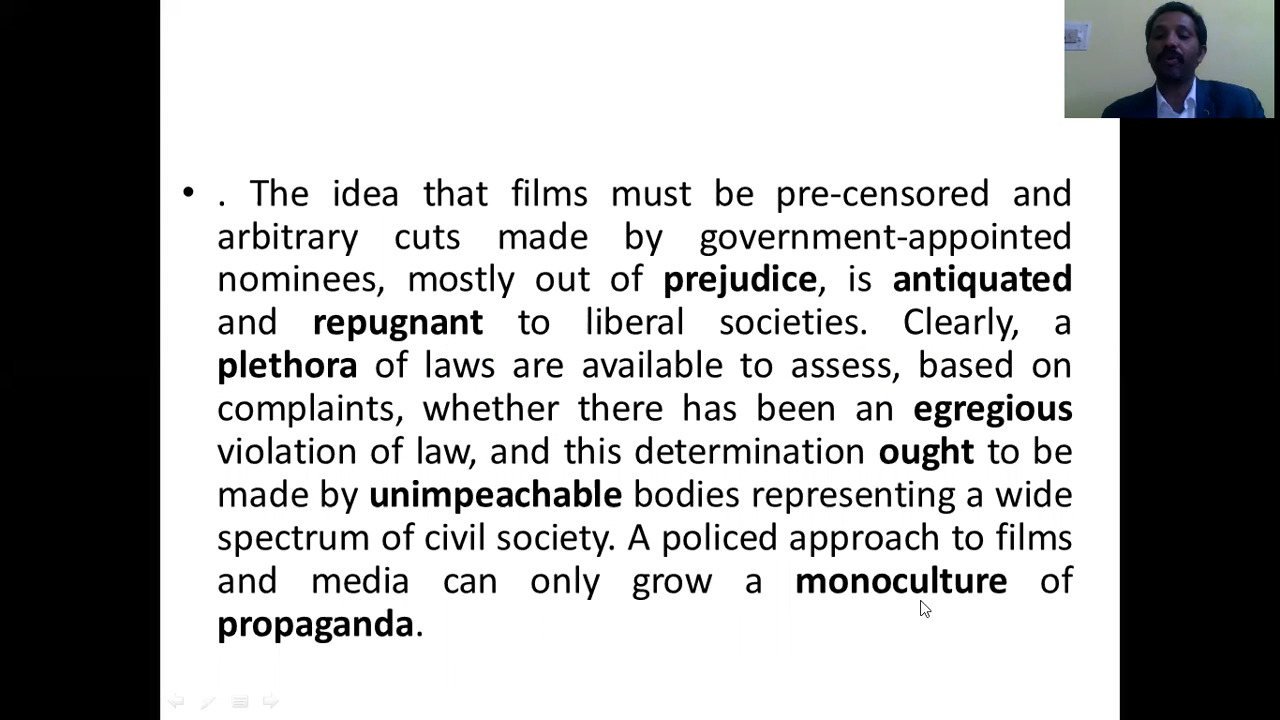 • . The idea that films must be pre-censored and
arbitrary cuts made by government-appointed
nominees, mostly out of prejudice, is antiquated
and repugnant to liberal societies. Clearly, a
plethora of laws are available to assess, based on
complaints, whether there has been an egregious
violation of law, and this determination ought to be
made by unimpeachable bodies representing a wide
spectrum of civil society. A policed approach to films
and media can only grow a monoculture of
propaganda.